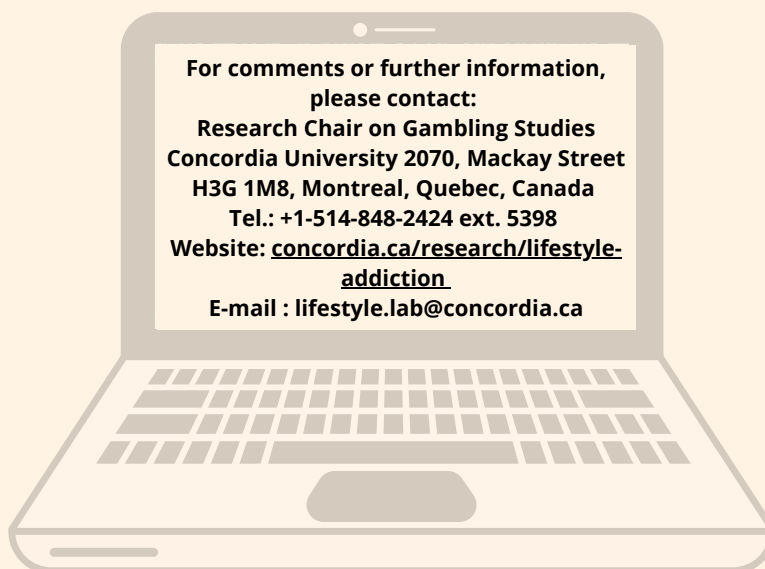 For comments or further information,
please contact:
Research Chair on Gambling Studies
Concordia University 2070, Mackay Street
H3G 1M8, Montreal, Quebec, Canada
Tel.: +1-514-848-2424 ext. 5398
Website: concordia.ca/research/lifestyle-
addiction
E-mail : lifestyle.lab@concordia.ca